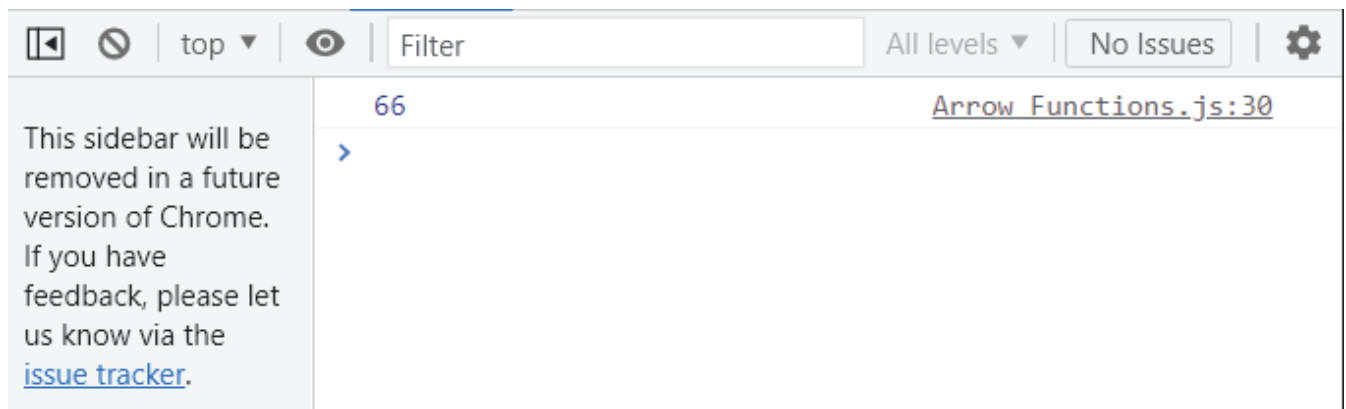 top ▼
Filter
All levels ▼
No Issues
66
Arrow Functions.js:30
This sidebar will be
removed in a future
version of Chrome.
If you have
feedback, please let
us know via the
issue tracker.